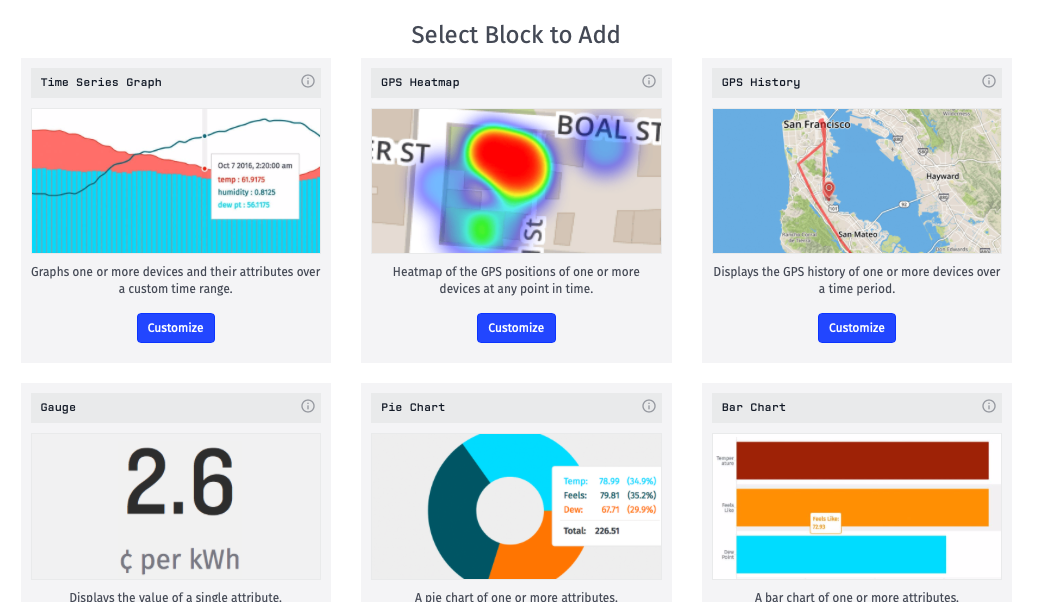 Select Block to Add
Time Series Graph
GPS Heatmap
GPS History
Oct 7 2016, 2:20:00 am
temp : 61.9175
humidity : 0.8125
dew pt : 56.1175
ER ST
BOAL ST
St
San Francisco
Hayward
92
101
San Mateo
Graphs one or more devices and their attributes over
a custom time range.
Heatmap of the GPS positions of one or more
devices at any point in time.
Displays the GPS history of one or more devices over
a time period.
Customize
Customize
Customize
Gauge
Pie Chart
Bar Chart
2.6
¢ per kWh
Temp: 78.99 (34.9%)
Feels: 79.81 (35.2%)
Dew: 67.71 (29.9%)
Total: 226.51
Temper
ature
Feels
Like
Feels Like:
72.93
Dew
Point
Displays the value of a single attribute.
A pie chart of one or more attributes.
A bar chart of one or more attributes.